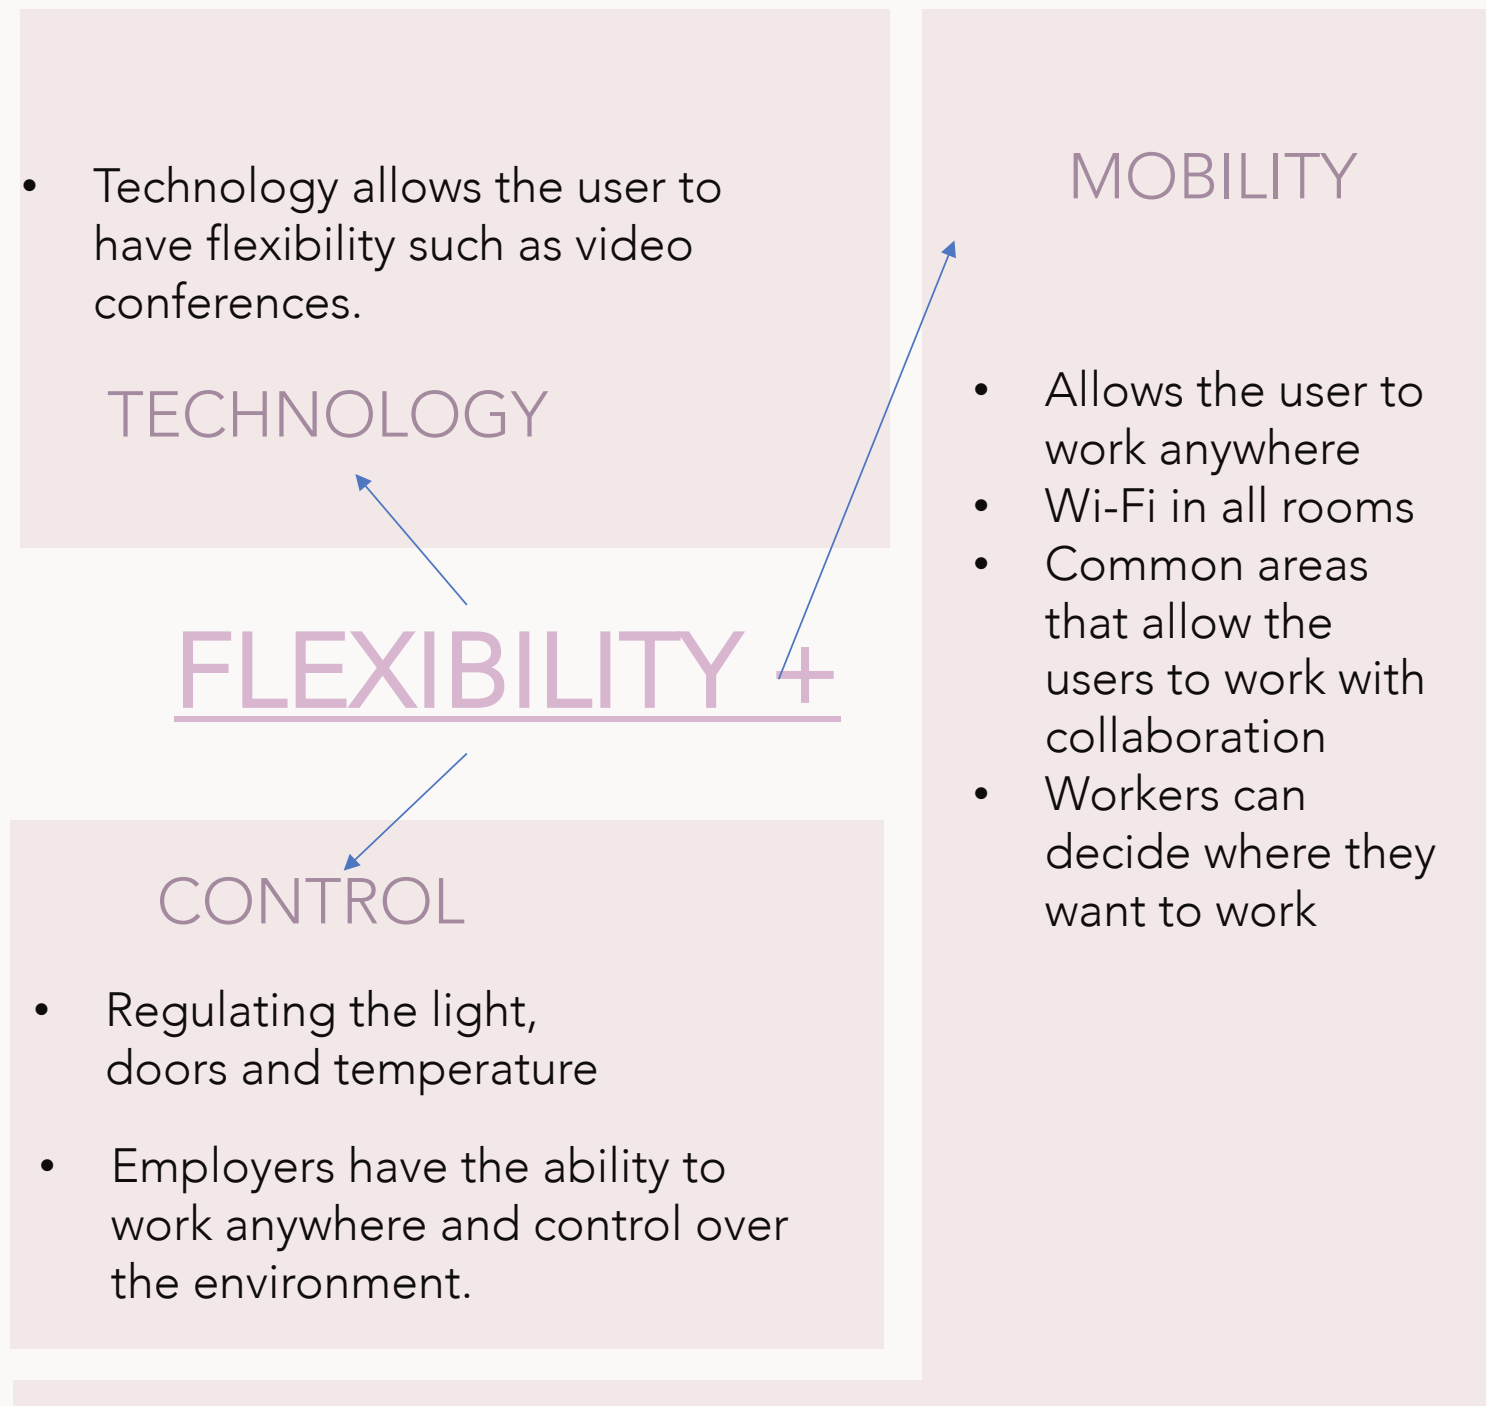 • Technology allows the user to
have flexibility such as video
conferences.
TECHNOLOGY
FLEXIBILITY +
CONTROL
• Regulating the light,
doors and temperature
• Employers have the ability to
work anywhere and control over
the environment.
MOBILITY
• Allows the user to
work anywhere
• Wi-Fi in all rooms
• Common areas
that allow the
users to work with
collaboration
• Workers can
decide where they
want to work